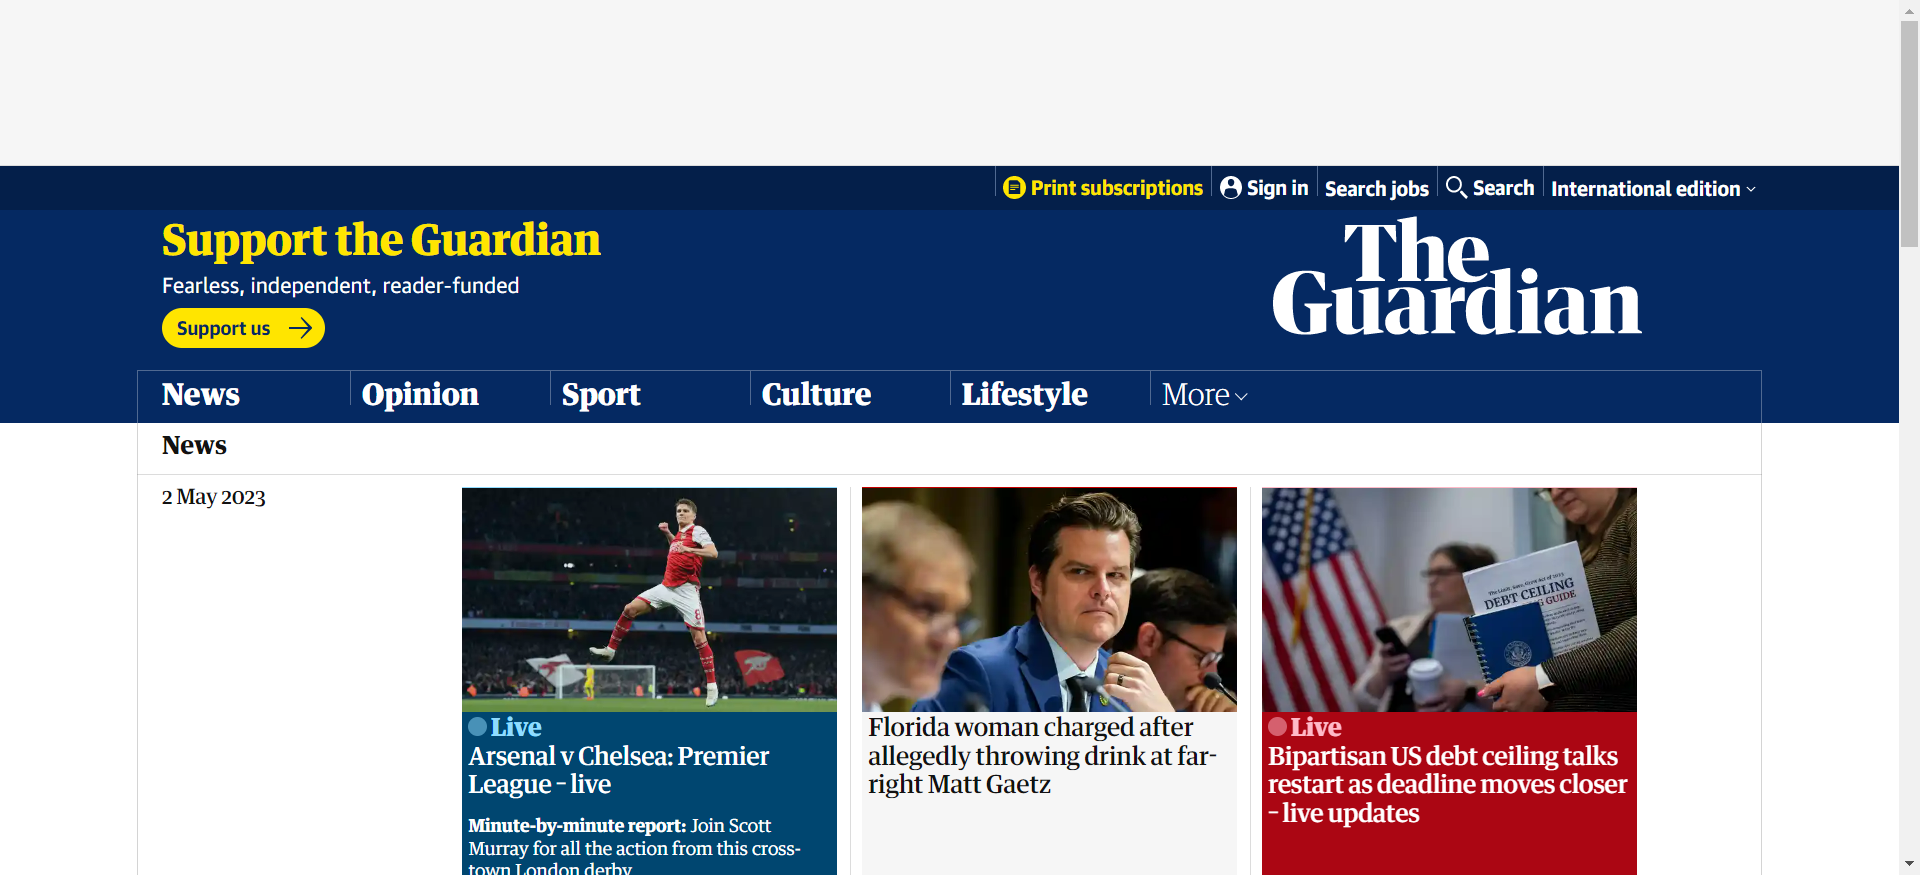 Print subscriptions
Sign in
Search jobs
Search
International edition
Support the Guardian
Fearless, independent, reader-funded
Support us
The
Guardian
News
Opinion
Sport
Culture
Lifestyle
More
News
2 May 2023
Live
Arsenal v Chelsea: Premier
League – live
Minute-by-minute report: Join Scott
Murray for all the action from this cross-
town London derby
Florida woman charged after
allegedly throwing drink at far-
right Matt Gaetz
DEBT CEILING
GUIDE
Live
Bipartisan US debt ceiling talks
restart as deadline moves closer
– live updates